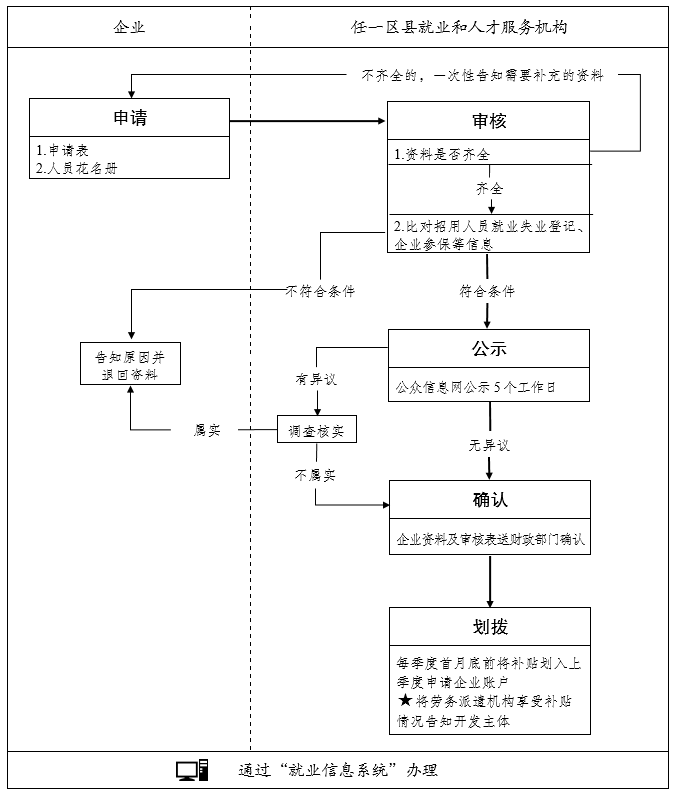 企业
任一区县就业和人才服务机构
不齐全的，一次性告知需要补充的资料
申请
1.申请表
2.人员花名册
审核
1.资料是否齐全
齐全
2.比对招用人员就业失业登记、
企业参保等信息
不符合条件
符合条件
告知原因并
退回资料
公示
公众信息网公示5个工作日
有异议
属实
调查核实
无异议
不属实
确认
企业资料及审核表送财政部门确认
划拨
每季度首月底前将补贴划入上
季度申请企业账户
★将劳务派遣机构享受补贴
情况告知开发主体
通过“就业信息系统”办理